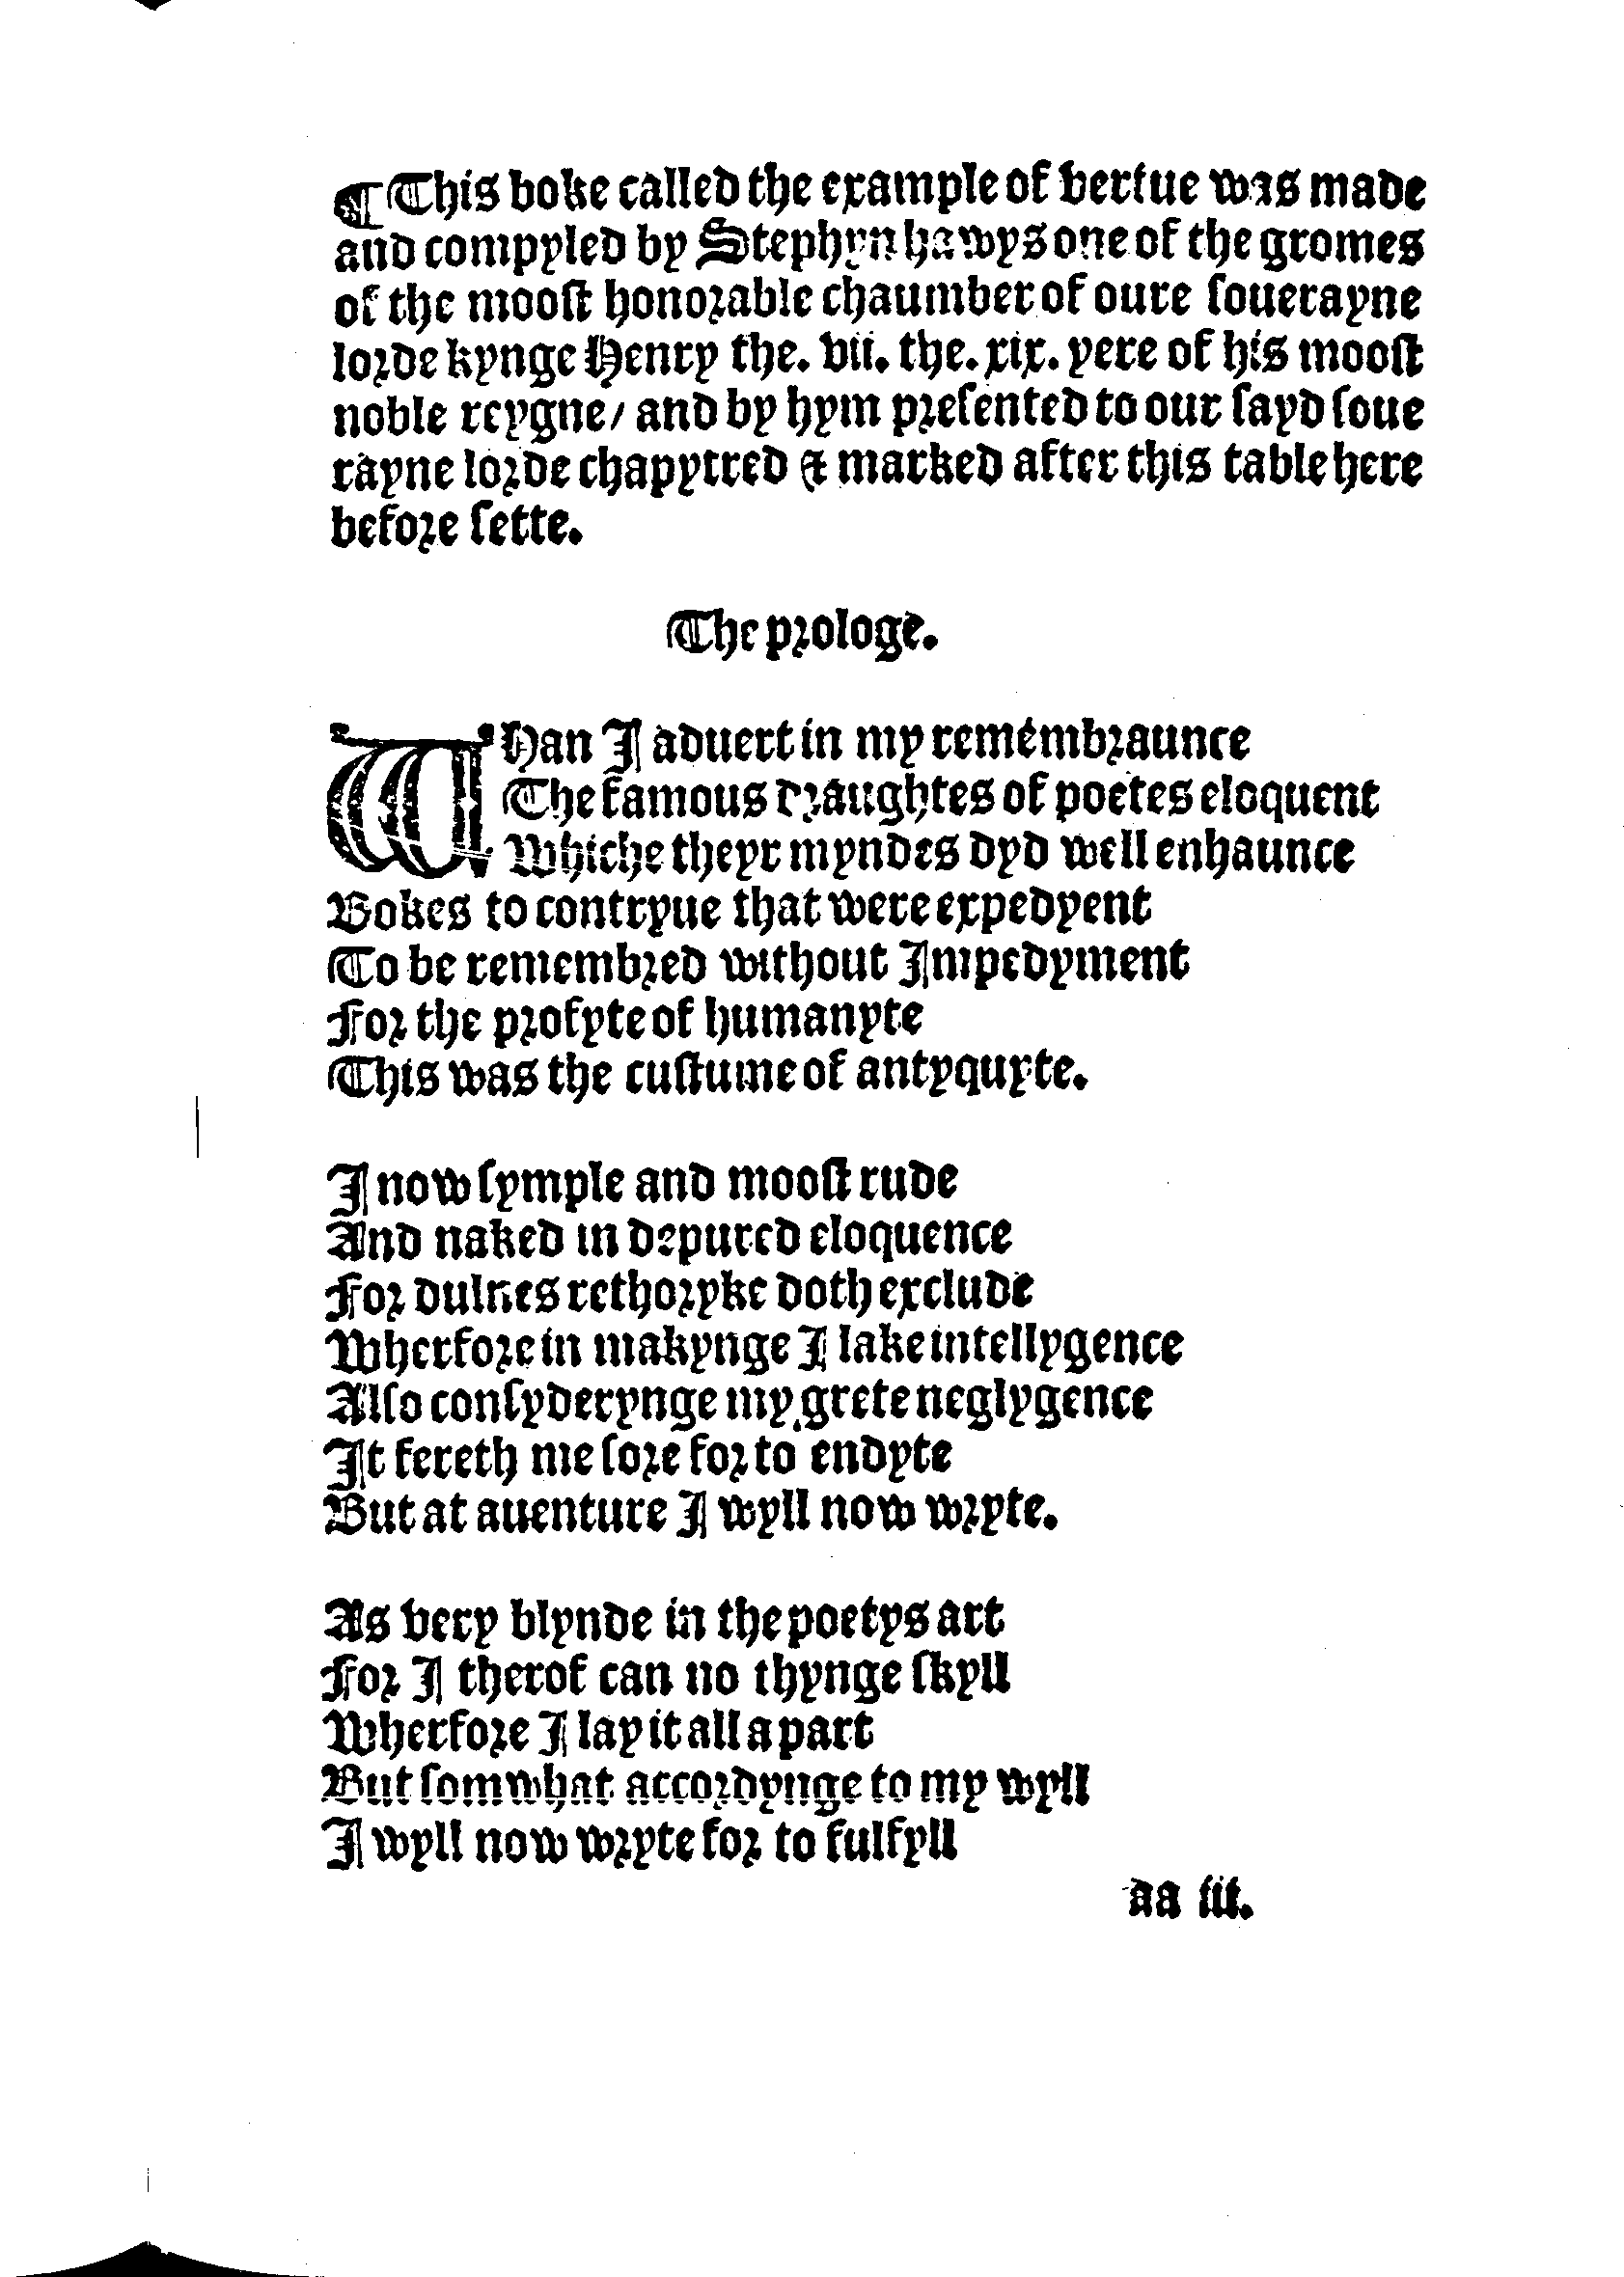 ¶ This boke called the example of vertue was made
and compyled by Stephyn hawys one of the gromes
of the mooſt honorable chaumber of oure ſouerayne
lorde kynge Henry the. vii. the. xix. yere of his mooſt
noble reygne/ and by hym preſented to our ſayd ſoue
rayne lorde chapytred & marked after this table here
before ſette.
The prologe.
WHan I aduert in my remembraunce
The famous draughtes of poetes eloquent
Whiche theyr myndes dyd well enhaunce
Bokes to contryue that were expedyent
To be remembred without Impedyment
For the profyte of humanyte
This was the cuſtume of antyquyte.
I now ſymple and mooſt rude
And naked in depured eloquence
For dulnes rethoryke doth exclude
Wherfore in makynge I lake intellygence
Alſo conſyderynge my grete neglygence
It fereth me ſore for to endyte
But at auenture I wyll now wryte.
As very blynde in the poetys art
For I therof can no thynge ſkyll
Wherfore I lay it all a part
But ſomwhat accordynge to my wyll
I wyll now wryte for to fulfyll
aa iii.